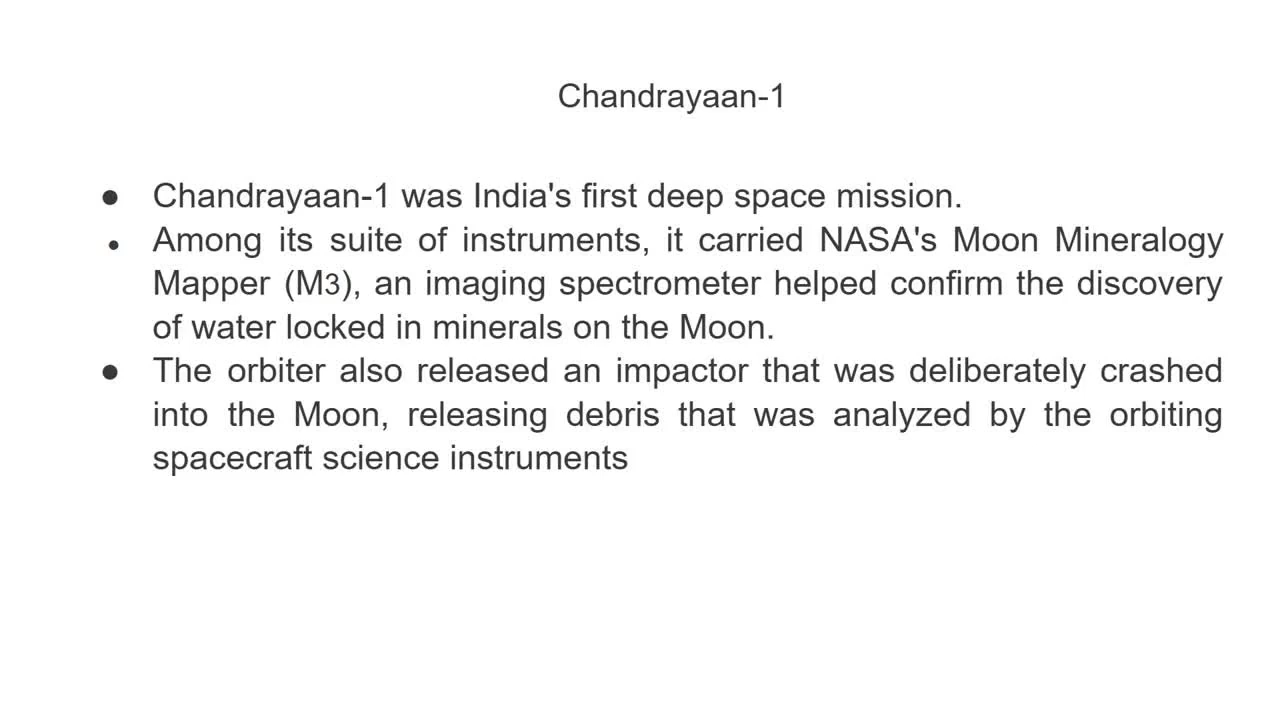 Chandrayaan-1
● Chandrayaan-1 was India's first deep space mission.
● Among its suite of instruments, it carried NASA's Moon Mineralogy
Mapper (M3), an imaging spectrometer helped confirm the discovery
of water locked in minerals on the Moon.
● The orbiter also released an impactor that was deliberately crashed
into the Moon, releasing debris that was analyzed by the orbiting
spacecraft science instruments